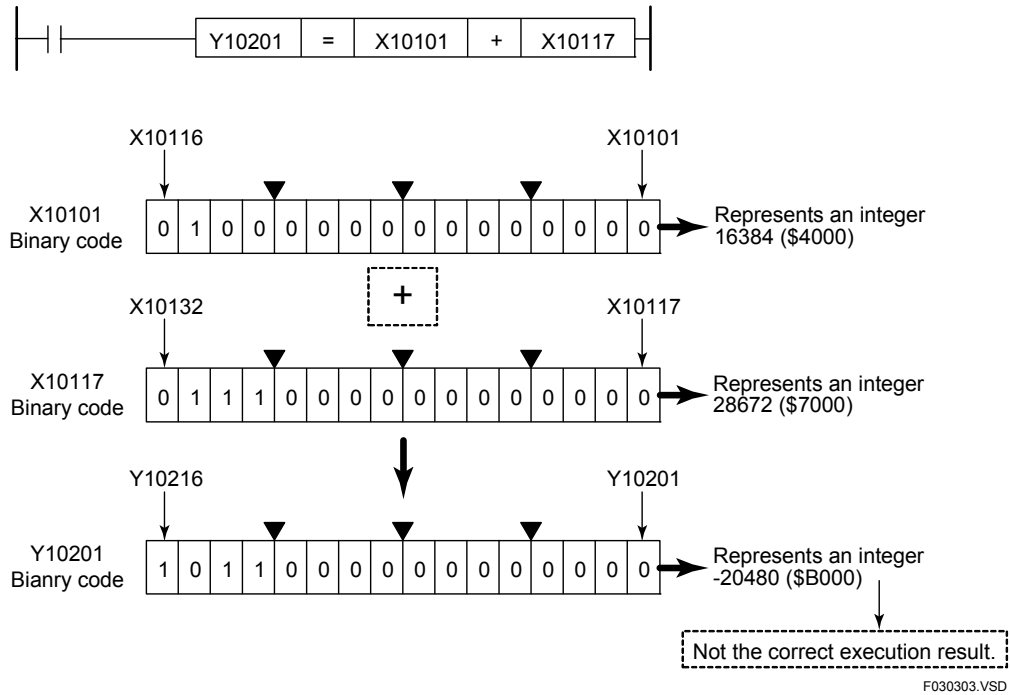 Y10201 = X10101 + X10117
X10116 X10101
X10101
Binary code
0 1 0 0 0 0 0 0 0 0 0 0 0 0 0 0
Represents an integer
16384 ($4000)
+
X10132 X10117
X10117
Binary code
0 1 1 1 0 0 0 0 0 0 0 0 0 0 0 0
Represents an integer
28672 ($7000)
Y10216 Y10201
Y10201
Bianry code
1 0 1 1 0 0 0 0 0 0 0 0 0 0 0 0
Represents an integer
-20480 ($B000)
Not the correct execution result.
F030303.VSD